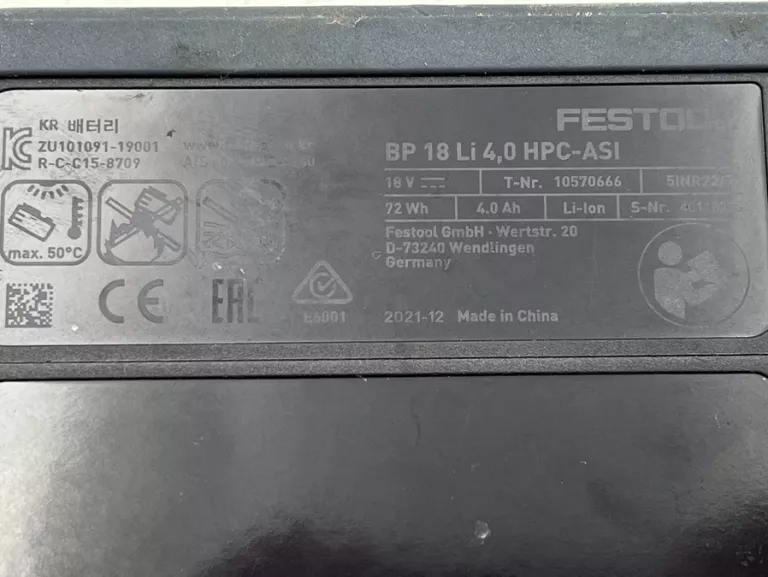 KR 배터리
ZU101091-19001
R-C-C15-8709
max. 50°C
CE
EAC
E6001
FESTOOL
BP 18 Li 4,0 HPC-ASI
18 V
T-Nr. 10570666
72 Wh
4.0 Ah
Li-Ion
S-Nr.
Festool GmbH · Wertstr. 20
D-73240 Wendlingen
Germany
2021-12 Made in China